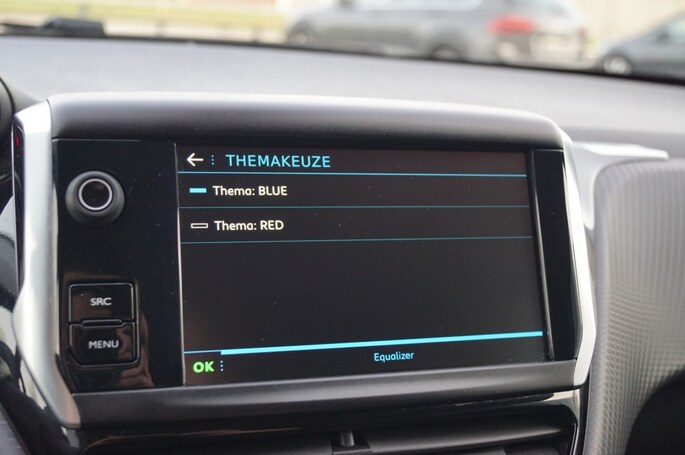 THEMAKEUZE
Thema: BLUE
Thema: RED
SRC
MENU
OK
Equalizer